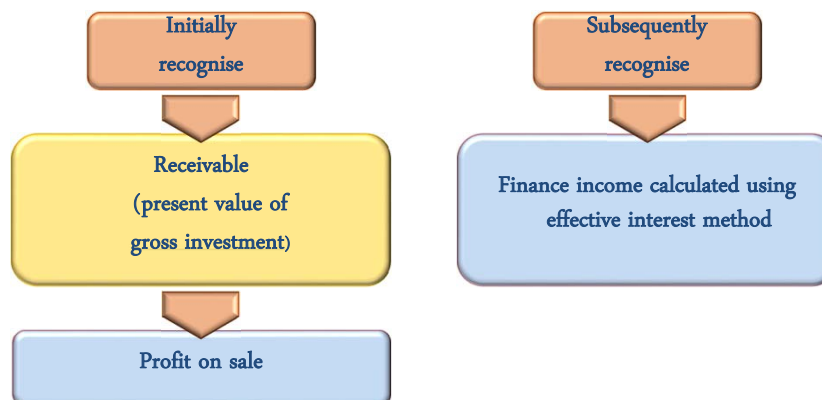 Initially
recognise
Receivable
(present value of
gross investment)
Profit on sale
Subsequently
recognise
Finance income calculated using
effective interest method